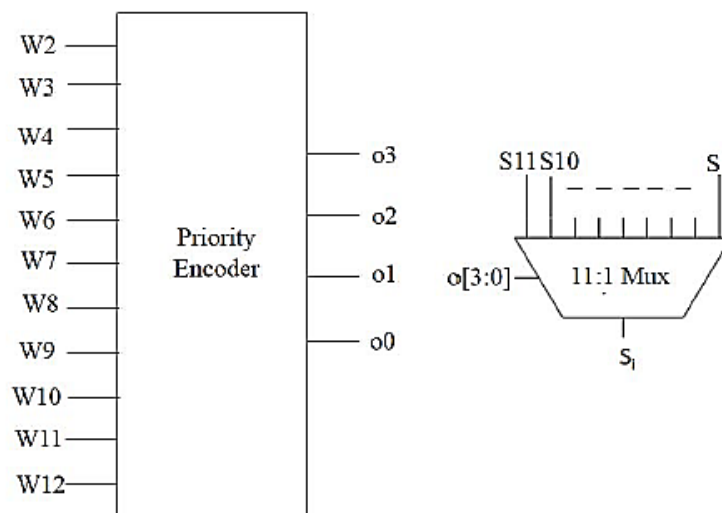 W2
W3
W4
W5
W6
W7
W8
W9
W10
W11
W12
Priority
Encoder
o3
o2
o1
o0
S11 S10
S
o[3:0]
11:1 Mux
Si